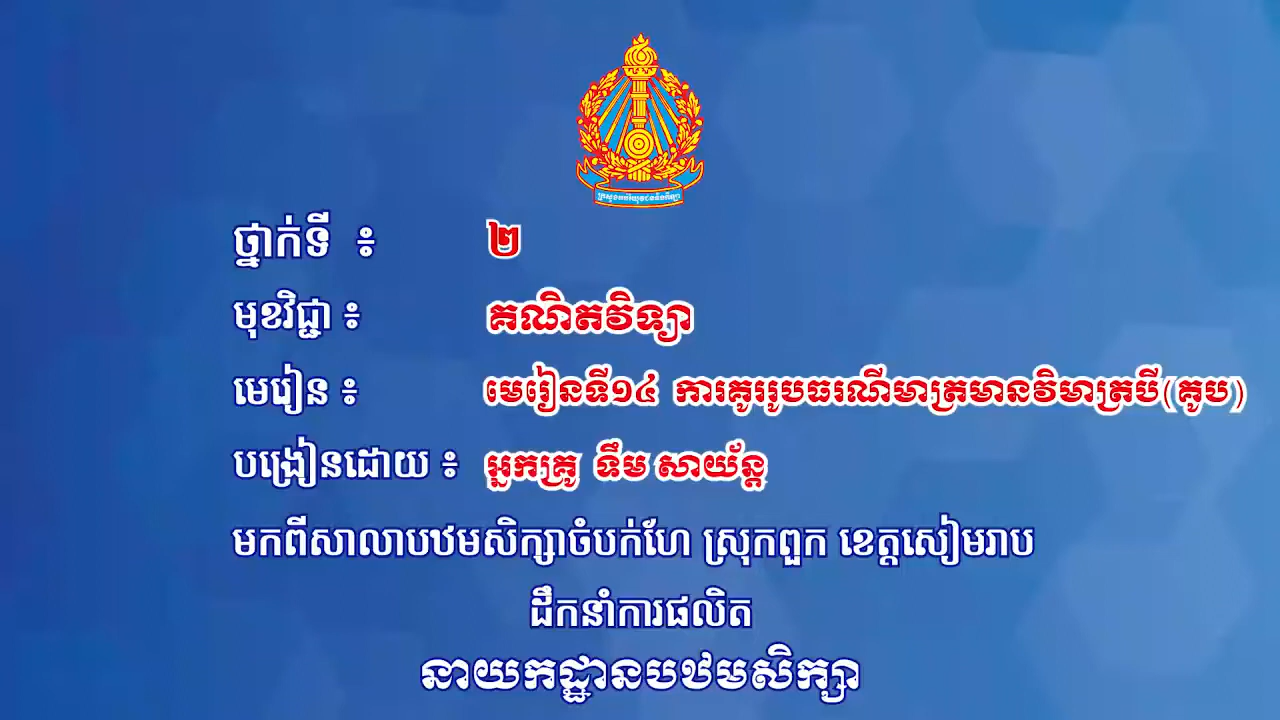 ថ្នាក់ទី ៖ ២
មុខវិជ្ជា ៖ គណិតវិទ្យា
មេរៀន ៖ មេរៀនទី១៤ ការគូររូបធរណីមាត្រមានវិមាត្របី(គូប)
បង្រៀនដោយ ៖ អ្នកគ្រូ ទឹម សាយ័ន្ត
មកពីសាលាបឋមសិក្សាចំបក់ហែ ស្រុកពួក ខេត្តសៀមរាប
ដឹកនាំការផលិត
នាយកដ្ឋានបឋមសិក្សា